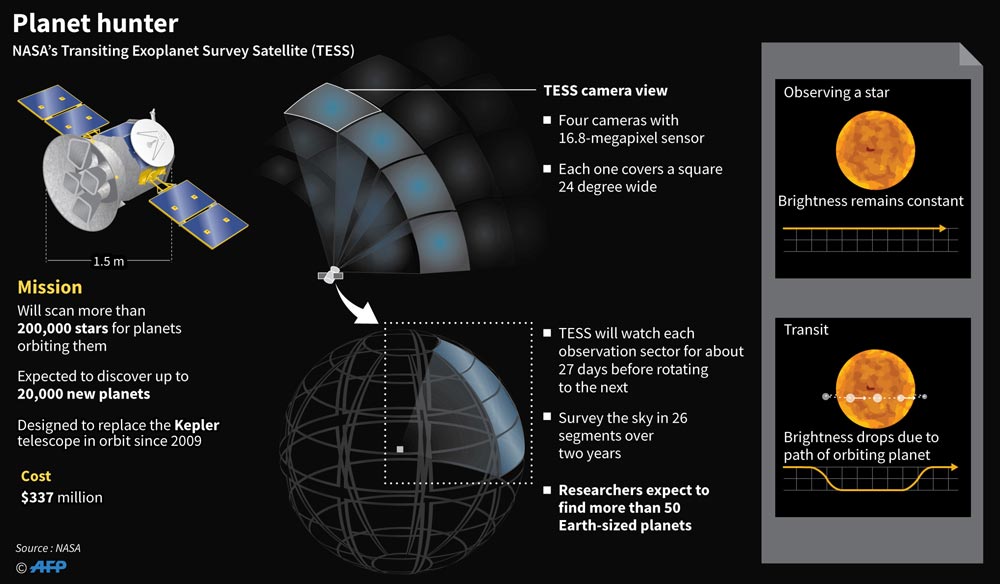 Planet hunter
NASA's Transiting Exoplanet Survey Satellite (TESS)
1.5 m
Mission
Will scan more than
200,000 stars for planets
orbiting them
Expected to discover up to
20,000 new planets
Designed to replace the Kepler
telescope in orbit since 2009
Cost
$337 million
Source : NASA
© AFP
TESS camera view
Four cameras with
16.8-megapixel sensor
Each one covers a square
24 degree wide
TESS will watch each
observation sector for about
27 days before rotating
to the next
Survey the sky in 26
segments over
two years
Researchers expect to
find more than 50
Earth-sized planets
Observing a star
Brightness remains constant
Transit
Brightness drops due to
path of orbiting planet